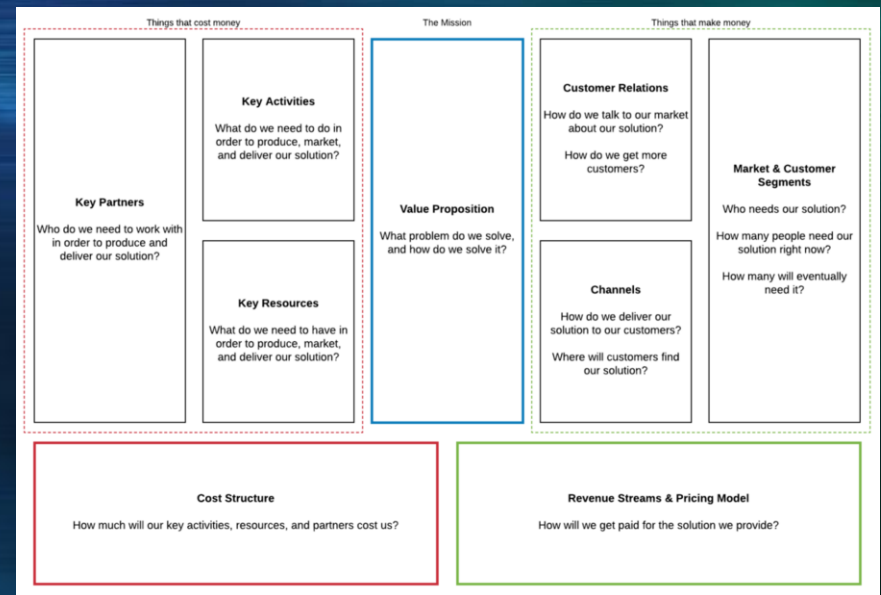 Things that cost money
The Mission
Things that make money
Key Partners
Who do we need to work with
in order to produce and
deliver our solution?
Key Activities
What do we need to do in
order to produce, market,
and deliver our solution?
Key Resources
What do we need to have in
order to produce, market,
and deliver our solution?
Value Proposition
What problem do we solve,
and how do we solve it?
Customer Relations
How do we talk to our market
about our solution?
How do we get more
customers?
Channels
How do we deliver our
solution to our customers?
Where will customers find
our solution?
Market & Customer
Segments
Who needs our solution?
How many people need our
solution right now?
How many will eventually
need it?
Cost Structure
How much will our key activities, resources, and partners cost us?
Revenue Streams & Pricing Model
How will we get paid for the solution we provide?